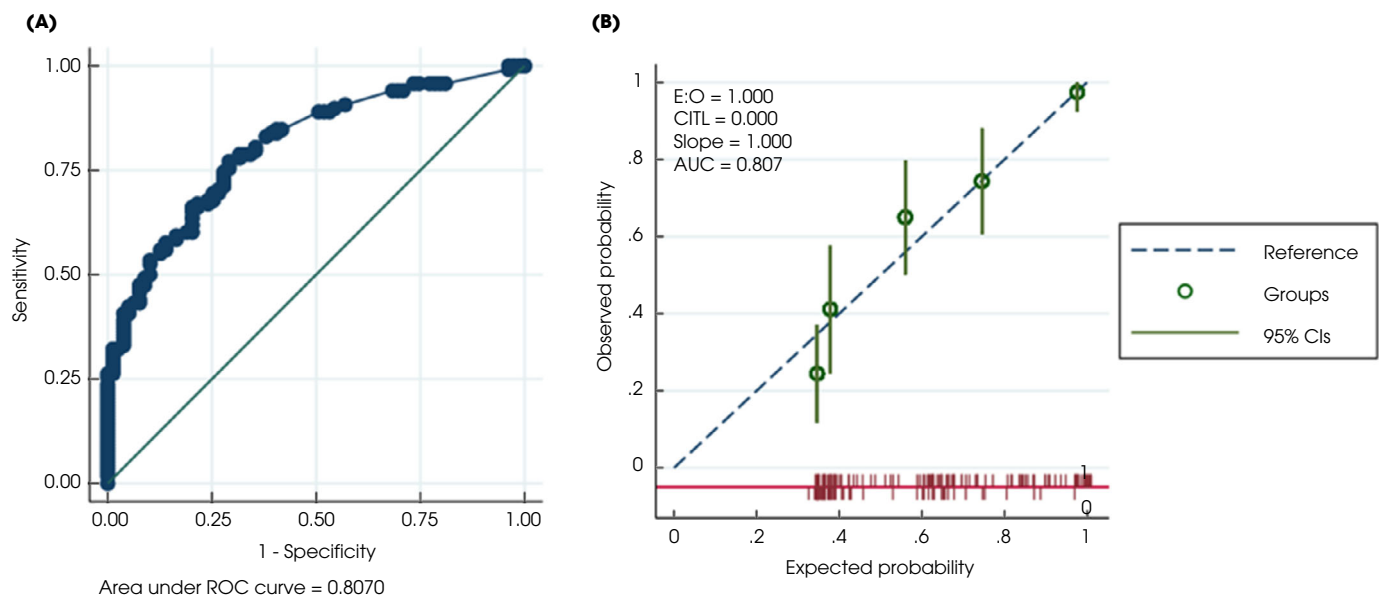 (A)
1.00
0.75
0.50
0.25
0.00
Sensitivity
0.00 0.25 0.50 0.75 1.00
1 - Specificity
Area under ROC curve = 0.8070
(B)
E:O = 1.000
CITL = 0.000
Slope = 1.000
AUC = 0.807
1
.8
.6
.4
.2
0
Observed probability
1
0
0 .2 .4 .6 .8 1
Expected probability
Reference
Groups
95% CIs